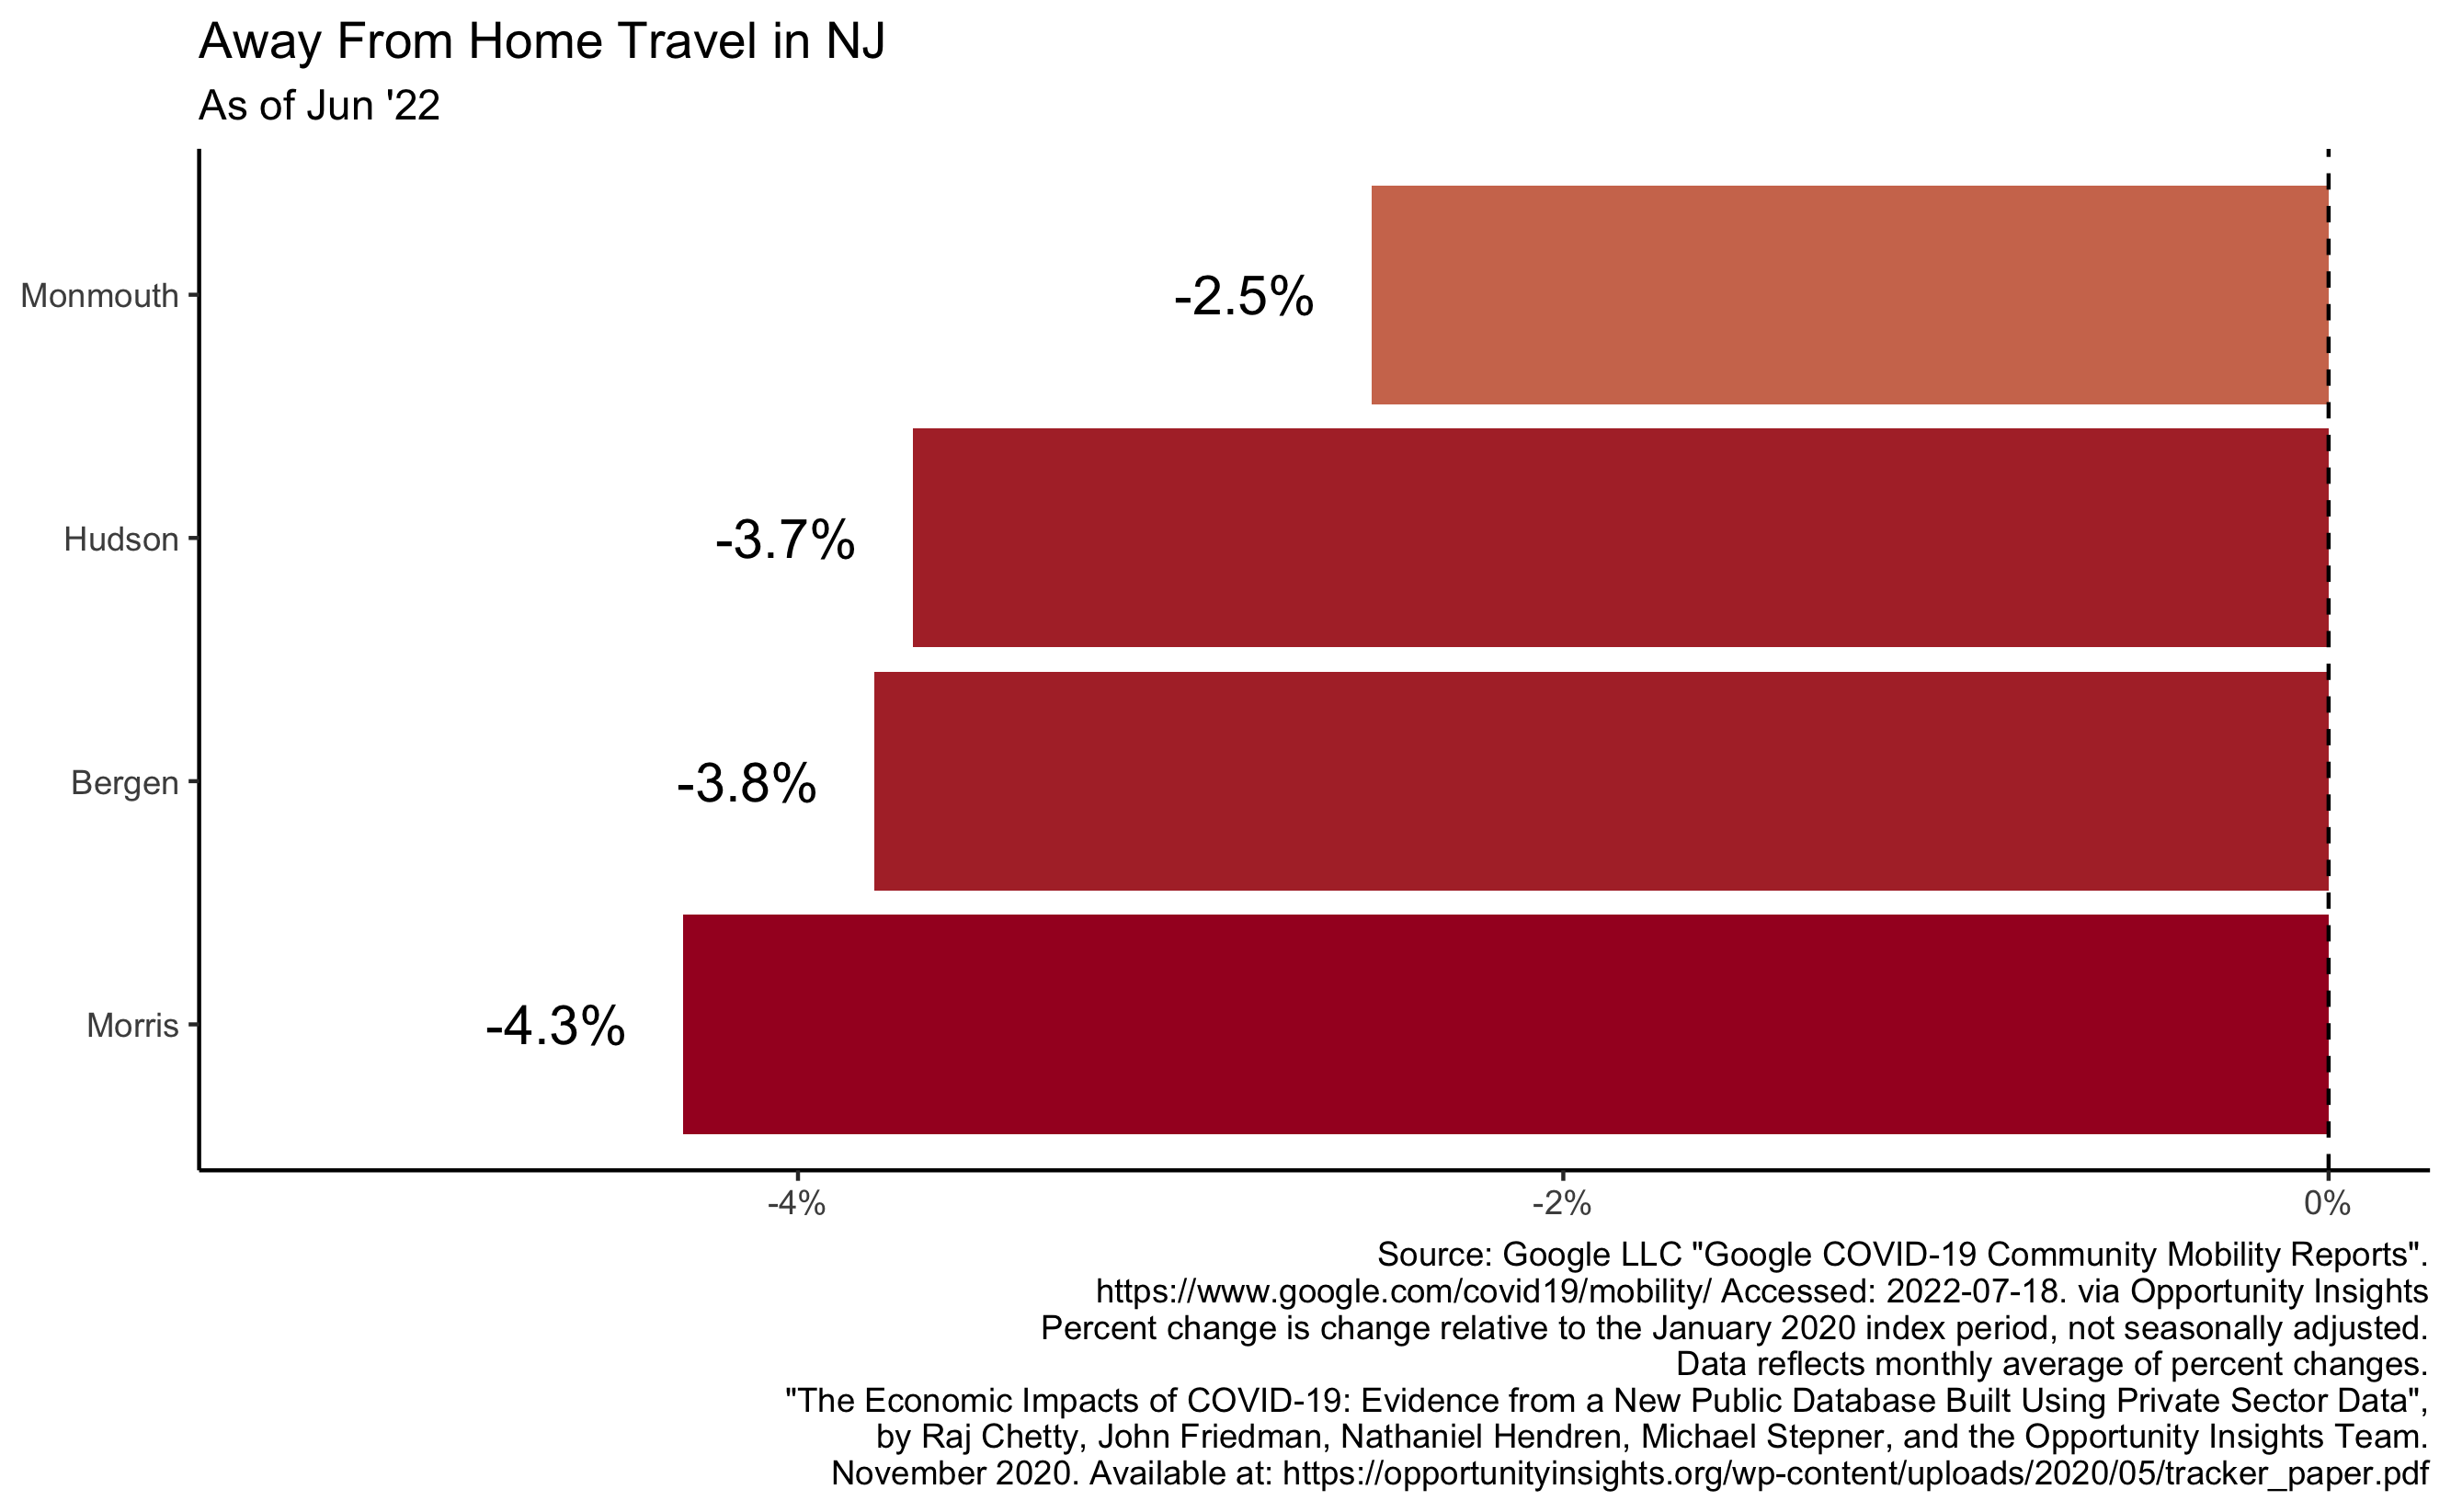 Away From Home Travel in NJ
As of Jun '22
Monmouth
-2.5%
Hudson
-3.7%
Bergen
-3.8%
Morris
-4.3%
-4%
-2%
0%
Source: Google LLC "Google COVID-19 Community Mobility Reports".
https://www.google.com/covid19/mobility/ Accessed: 2022-07-18. via Opportunity Insights
Percent change is change relative to the January 2020 index period, not seasonally adjusted.
Data reflects monthly average of percent changes.
"The Economic Impacts of COVID-19: Evidence from a New Public Database Built Using Private Sector Data",
by Raj Chetty, John Friedman, Nathaniel Hendren, Michael Stepner, and the Opportunity Insights Team.
November 2020. Available at: https://opportunityinsights.org/wp-content/uploads/2020/05/tracker_paper.pdf